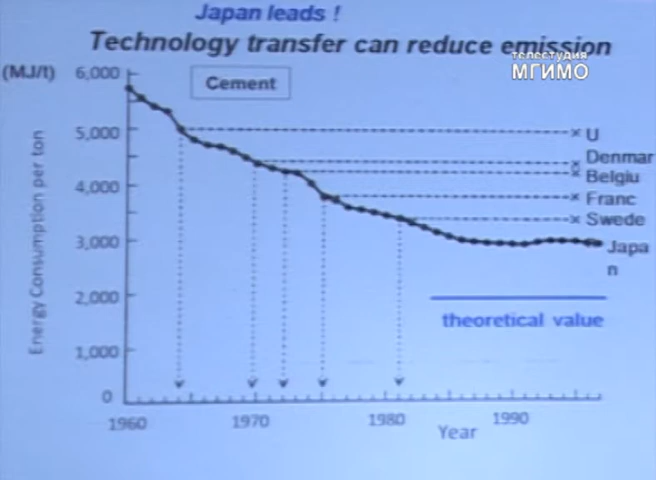 Japan leads !
Technology transfer can reduce emission
телестудия
МГИМО
(MJ/t)
Cement
6,000
5,000
4,000
3,000
2,000
1,000
0
Energy Consumption per ton
U
Denmar
Belgiu
Franc
Swede
Japa
n
theoretical value
1960
1970
1980
1990
Year